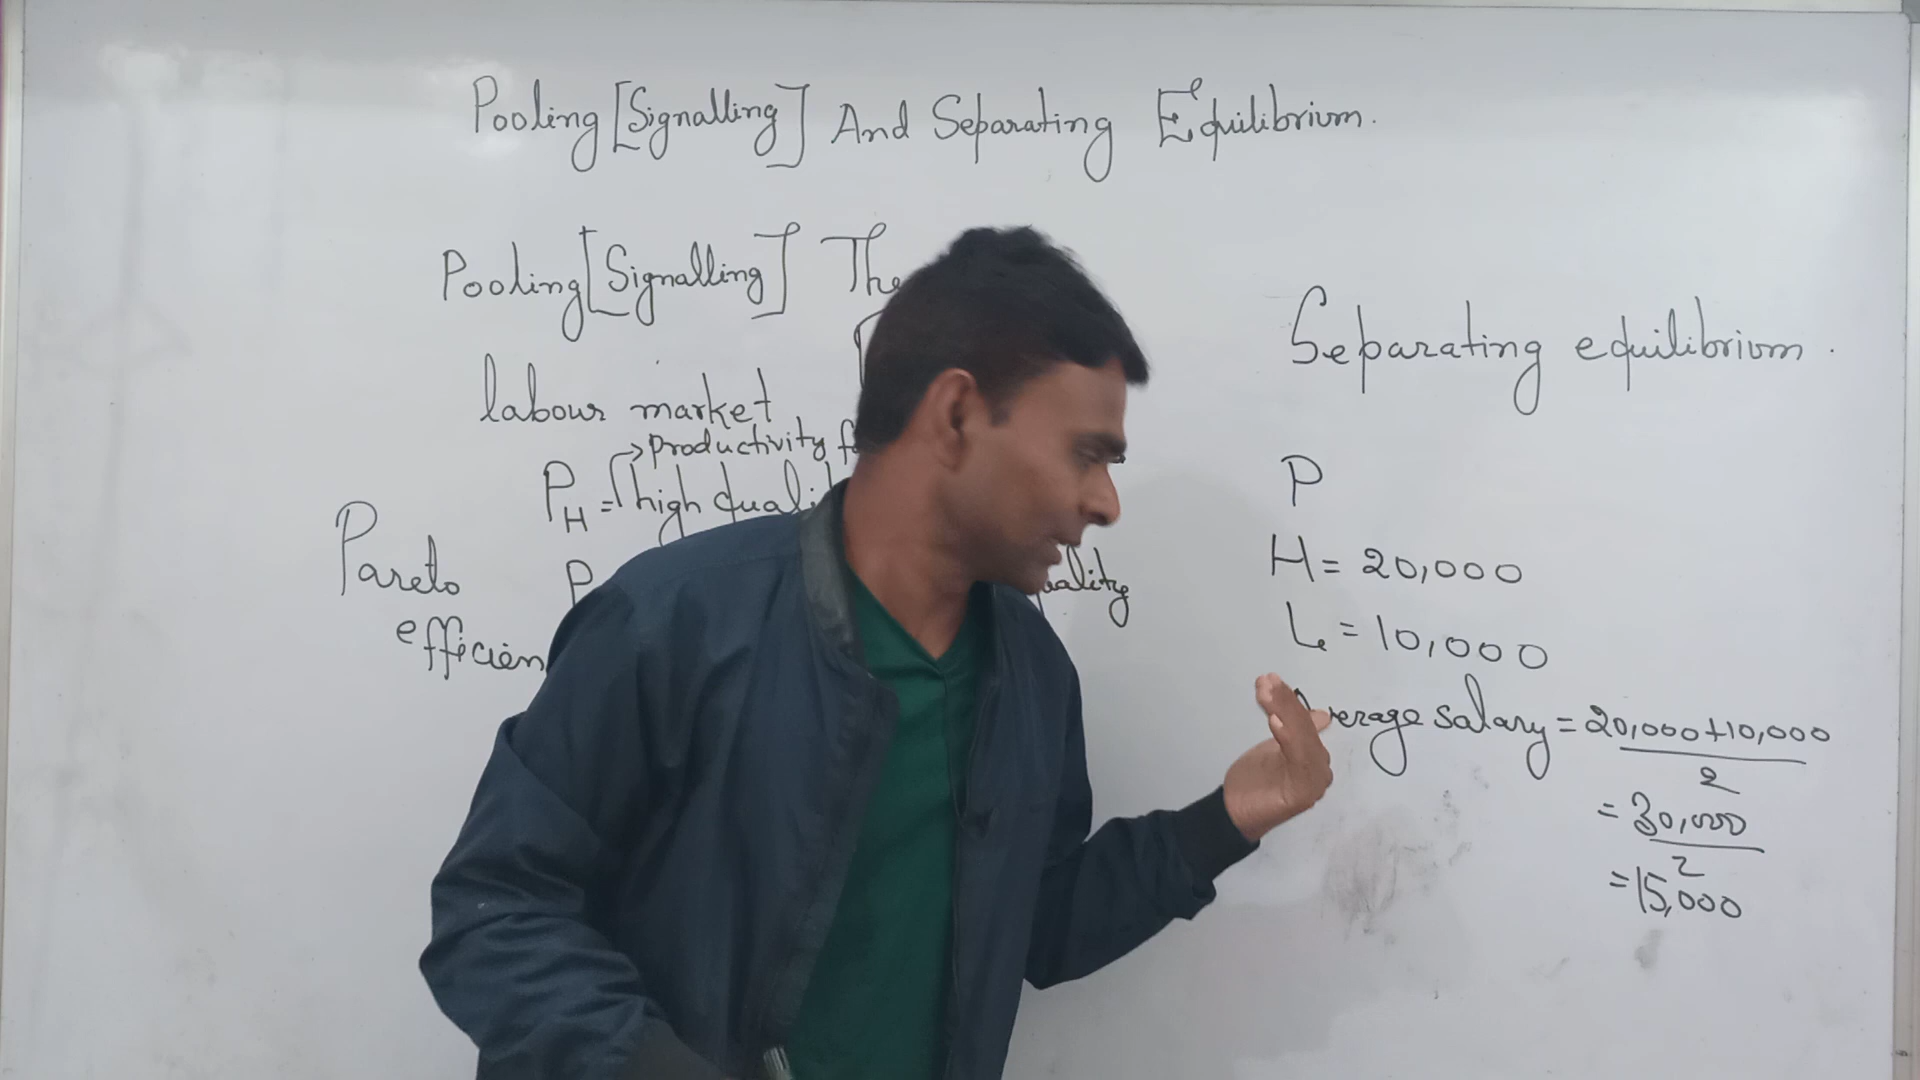 Pooling [Signalling] And Separating Equilibrium.
Pooling [Signalling] The
labour market
→ Productivity
P_H = high quali
P
Pareto
efficien
Separating equilibrium.
P
H = 20,000
L = 10,000
verage salary = 20,000+10,000
2
= 30,000
2
= 15,000